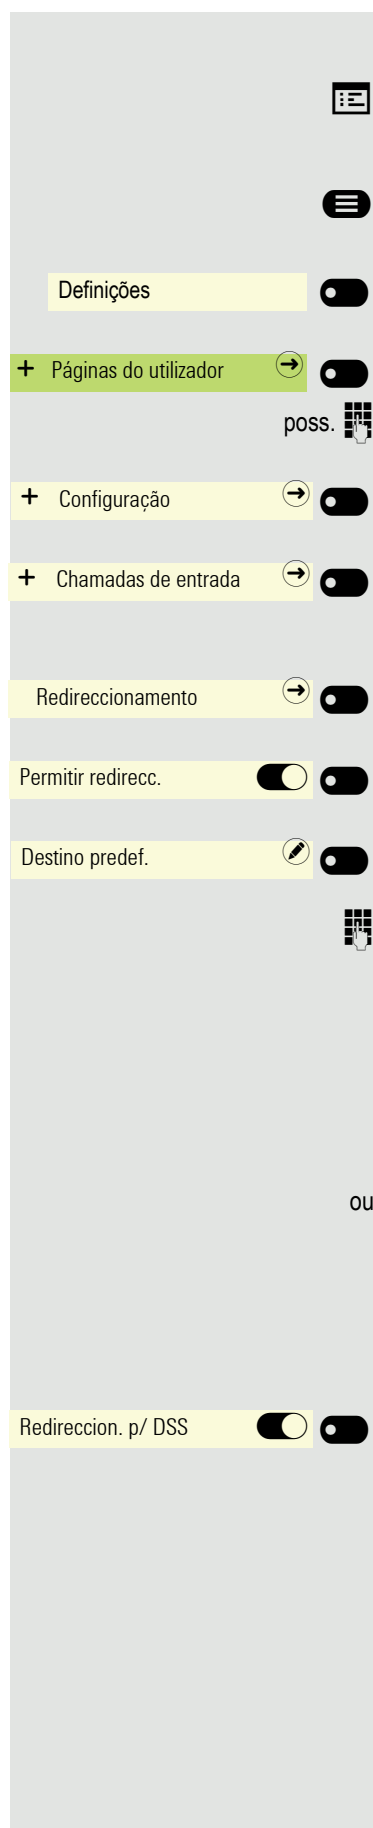 Definições
+ Páginas do utilizador
poss.
+ Configuração
+ Chamadas de entrada
Redireccionamento
Permitir redirecc.
Destino predef.
ou
Redireccion. p/ DSS